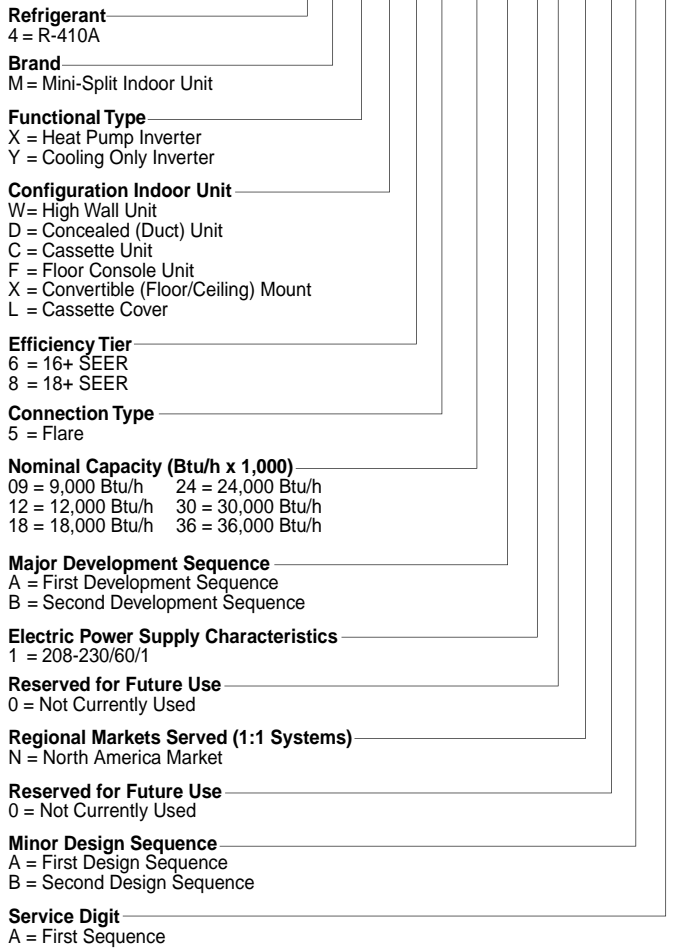 Refrigerant
4 = R-410A
Brand
M = Mini-Split Indoor Unit
Functional Type
X = Heat Pump Inverter
Y = Cooling Only Inverter
Configuration Indoor Unit
W= High Wall Unit
D = Concealed (Duct) Unit
C = Cassette Unit
F = Floor Console Unit
X = Convertible (Floor/Ceiling) Mount
L = Cassette Cover
Efficiency Tier
6 = 16+ SEER
8 = 18+ SEER
Connection Type
5 = Flare
Nominal Capacity (Btu/h x 1,000)
09 = 9,000 Btu/h 24 = 24,000 Btu/h
12 = 12,000 Btu/h 30 = 30,000 Btu/h
18 = 18,000 Btu/h 36 = 36,000 Btu/h
Major Development Sequence
A = First Development Sequence
B = Second Development Sequence
Electric Power Supply Characteristics
1 = 208-230/60/1
Reserved for Future Use
0 = Not Currently Used
Regional Markets Served (1:1 Systems)
N = North America Market
Reserved for Future Use
0 = Not Currently Used
Minor Design Sequence
A = First Design Sequence
B = Second Design Sequence
Service Digit
A = First Sequence